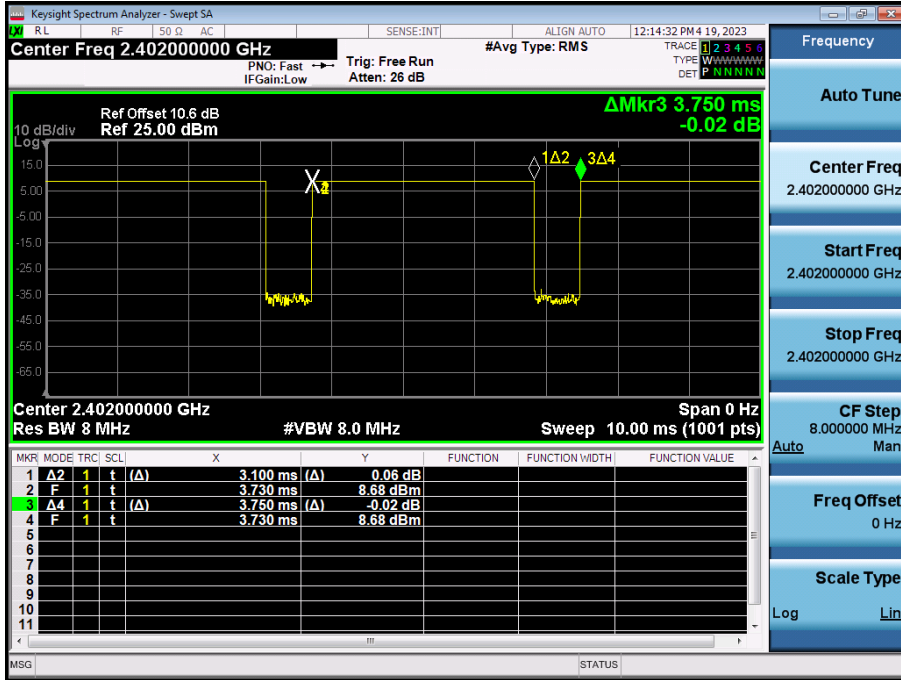 Keysight Spectrum Analyzer - Swept SA
LXI RL RF 50 Ω AC SENSE:INT ALIGN AUTO 12:14:32 PM 4 19, 2023
Center Freq 2.402000000 GHz #Avg Type: RMS TRACE 1 2 3 4 5 6
PNO: Fast Trig: Free Run TYPE WWWWWW
IFGain:Low Atten: 26 dB DET P N N N N N
Frequency
Auto Tune
Center Freq
2.402000000 GHz
Start Freq
2.402000000 GHz
Stop Freq
2.402000000 GHz
CF Step
8.000000 MHz
Auto Man
Freq Offset
0 Hz
Scale Type
Log Lin
ΔMkr3 3.750 ms
-0.02 dB
Ref Offset 10.6 dB
10 dB/div Ref 25.00 dBm
Log
15.0
5.00
-5.00
-15.0
-25.0
-35.0
-45.0
-55.0
-65.0
1Δ2 3Δ4
Center 2.402000000 GHz Span 0 Hz
Res BW 8 MHz #VBW 8.0 MHz Sweep 10.00 ms (1001 pts)
MKR MODE TRC SCL X Y FUNCTION FUNCTION WIDTH FUNCTION VALUE
1 Δ2 1 t (Δ) 3.100 ms (Δ) 0.06 dB
2 F 1 t 3.730 ms 8.68 dBm
3 Δ4 1 t (Δ) 3.750 ms (Δ) -0.02 dB
4 F 1 t 3.730 ms 8.68 dBm
5
6
7
8
9
10
11
MSG STATUS